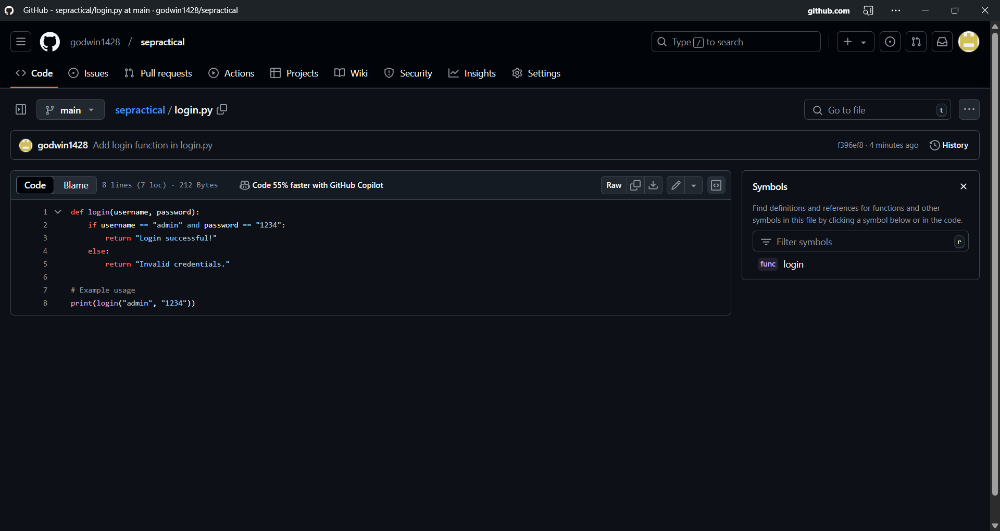 GitHub - sepractical/login.py at main · godwin1428/sepractical
github.com
godwin1428 / sepractical
Type / to search
Code
Issues
Pull requests
Actions
Projects
Wiki
Security
Insights
Settings
main
sepractical / login.py
Go to file
t
godwin1428 Add login function in login.py
f396ef8 · 4 minutes ago
History
Code
Blame
8 lines (7 loc) · 212 Bytes
Code 55% faster with GitHub Copilot
Raw
1 def login(username, password):
2     if username == "admin" and password == "1234":
3         return "Login successful!"
4     else:
5         return "Invalid credentials."
6
7 # Example usage
8 print(login("admin", "1234"))
Symbols
Find definitions and references for functions and other
symbols in this file by clicking a symbol below or in the code.
Filter symbols
r
func login